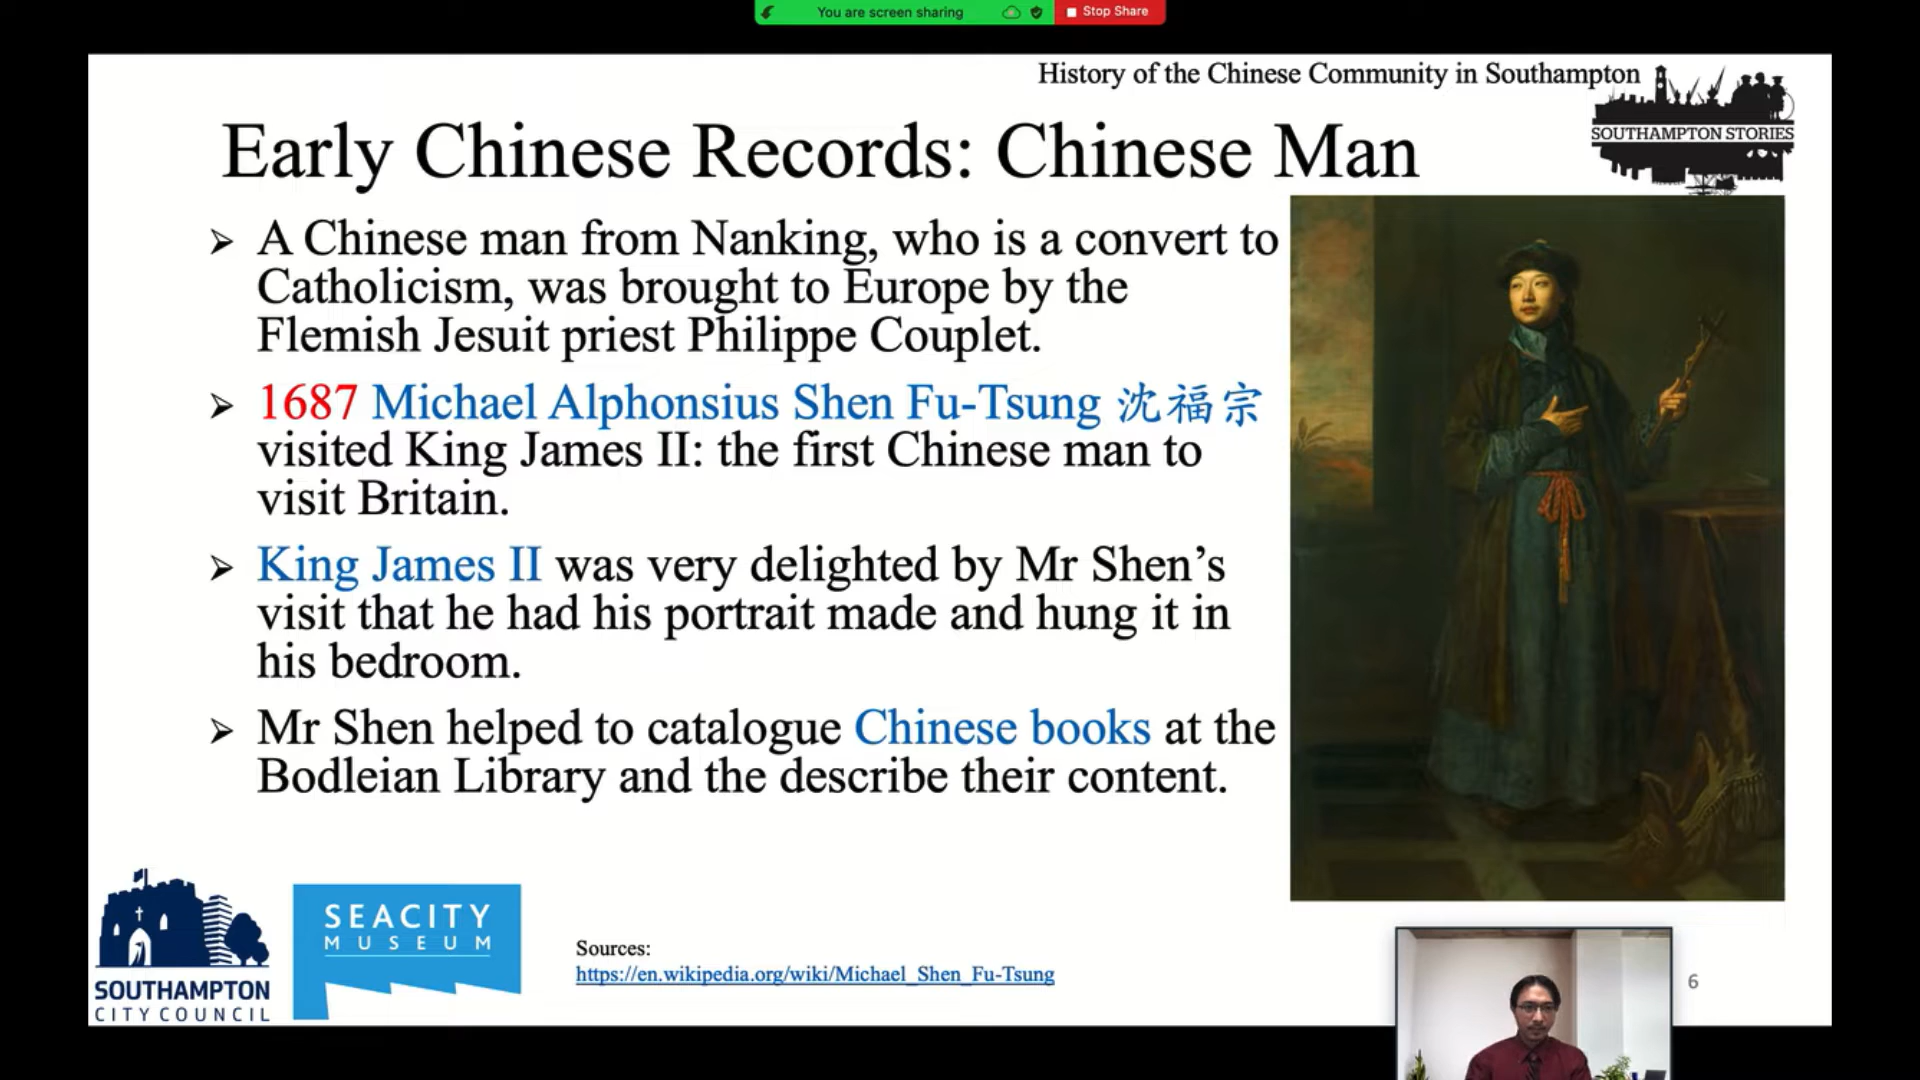 You are screen sharing
Stop Share
History of the Chinese Community in Southampton
SOUTHAMPTON STORIES
Early Chinese Records: Chinese Man
➢ A Chinese man from Nanking, who is a convert to
Catholicism, was brought to Europe by the
Flemish Jesuit priest Philippe Couplet.
➢ 1687 Michael Alphonsius Shen Fu-Tsung 沈福宗
visited King James II: the first Chinese man to
visit Britain.
➢ King James II was very delighted by Mr Shen’s
visit that he had his portrait made and hung it in
his bedroom.
➢ Mr Shen helped to catalogue Chinese books at the
Bodleian Library and the describe their content.
SOUTHAMPTON
CITY COUNCIL
SEACITY
MUSEUM
Sources:
https://en.wikipedia.org/wiki/Michael_Shen_Fu-Tsung
6